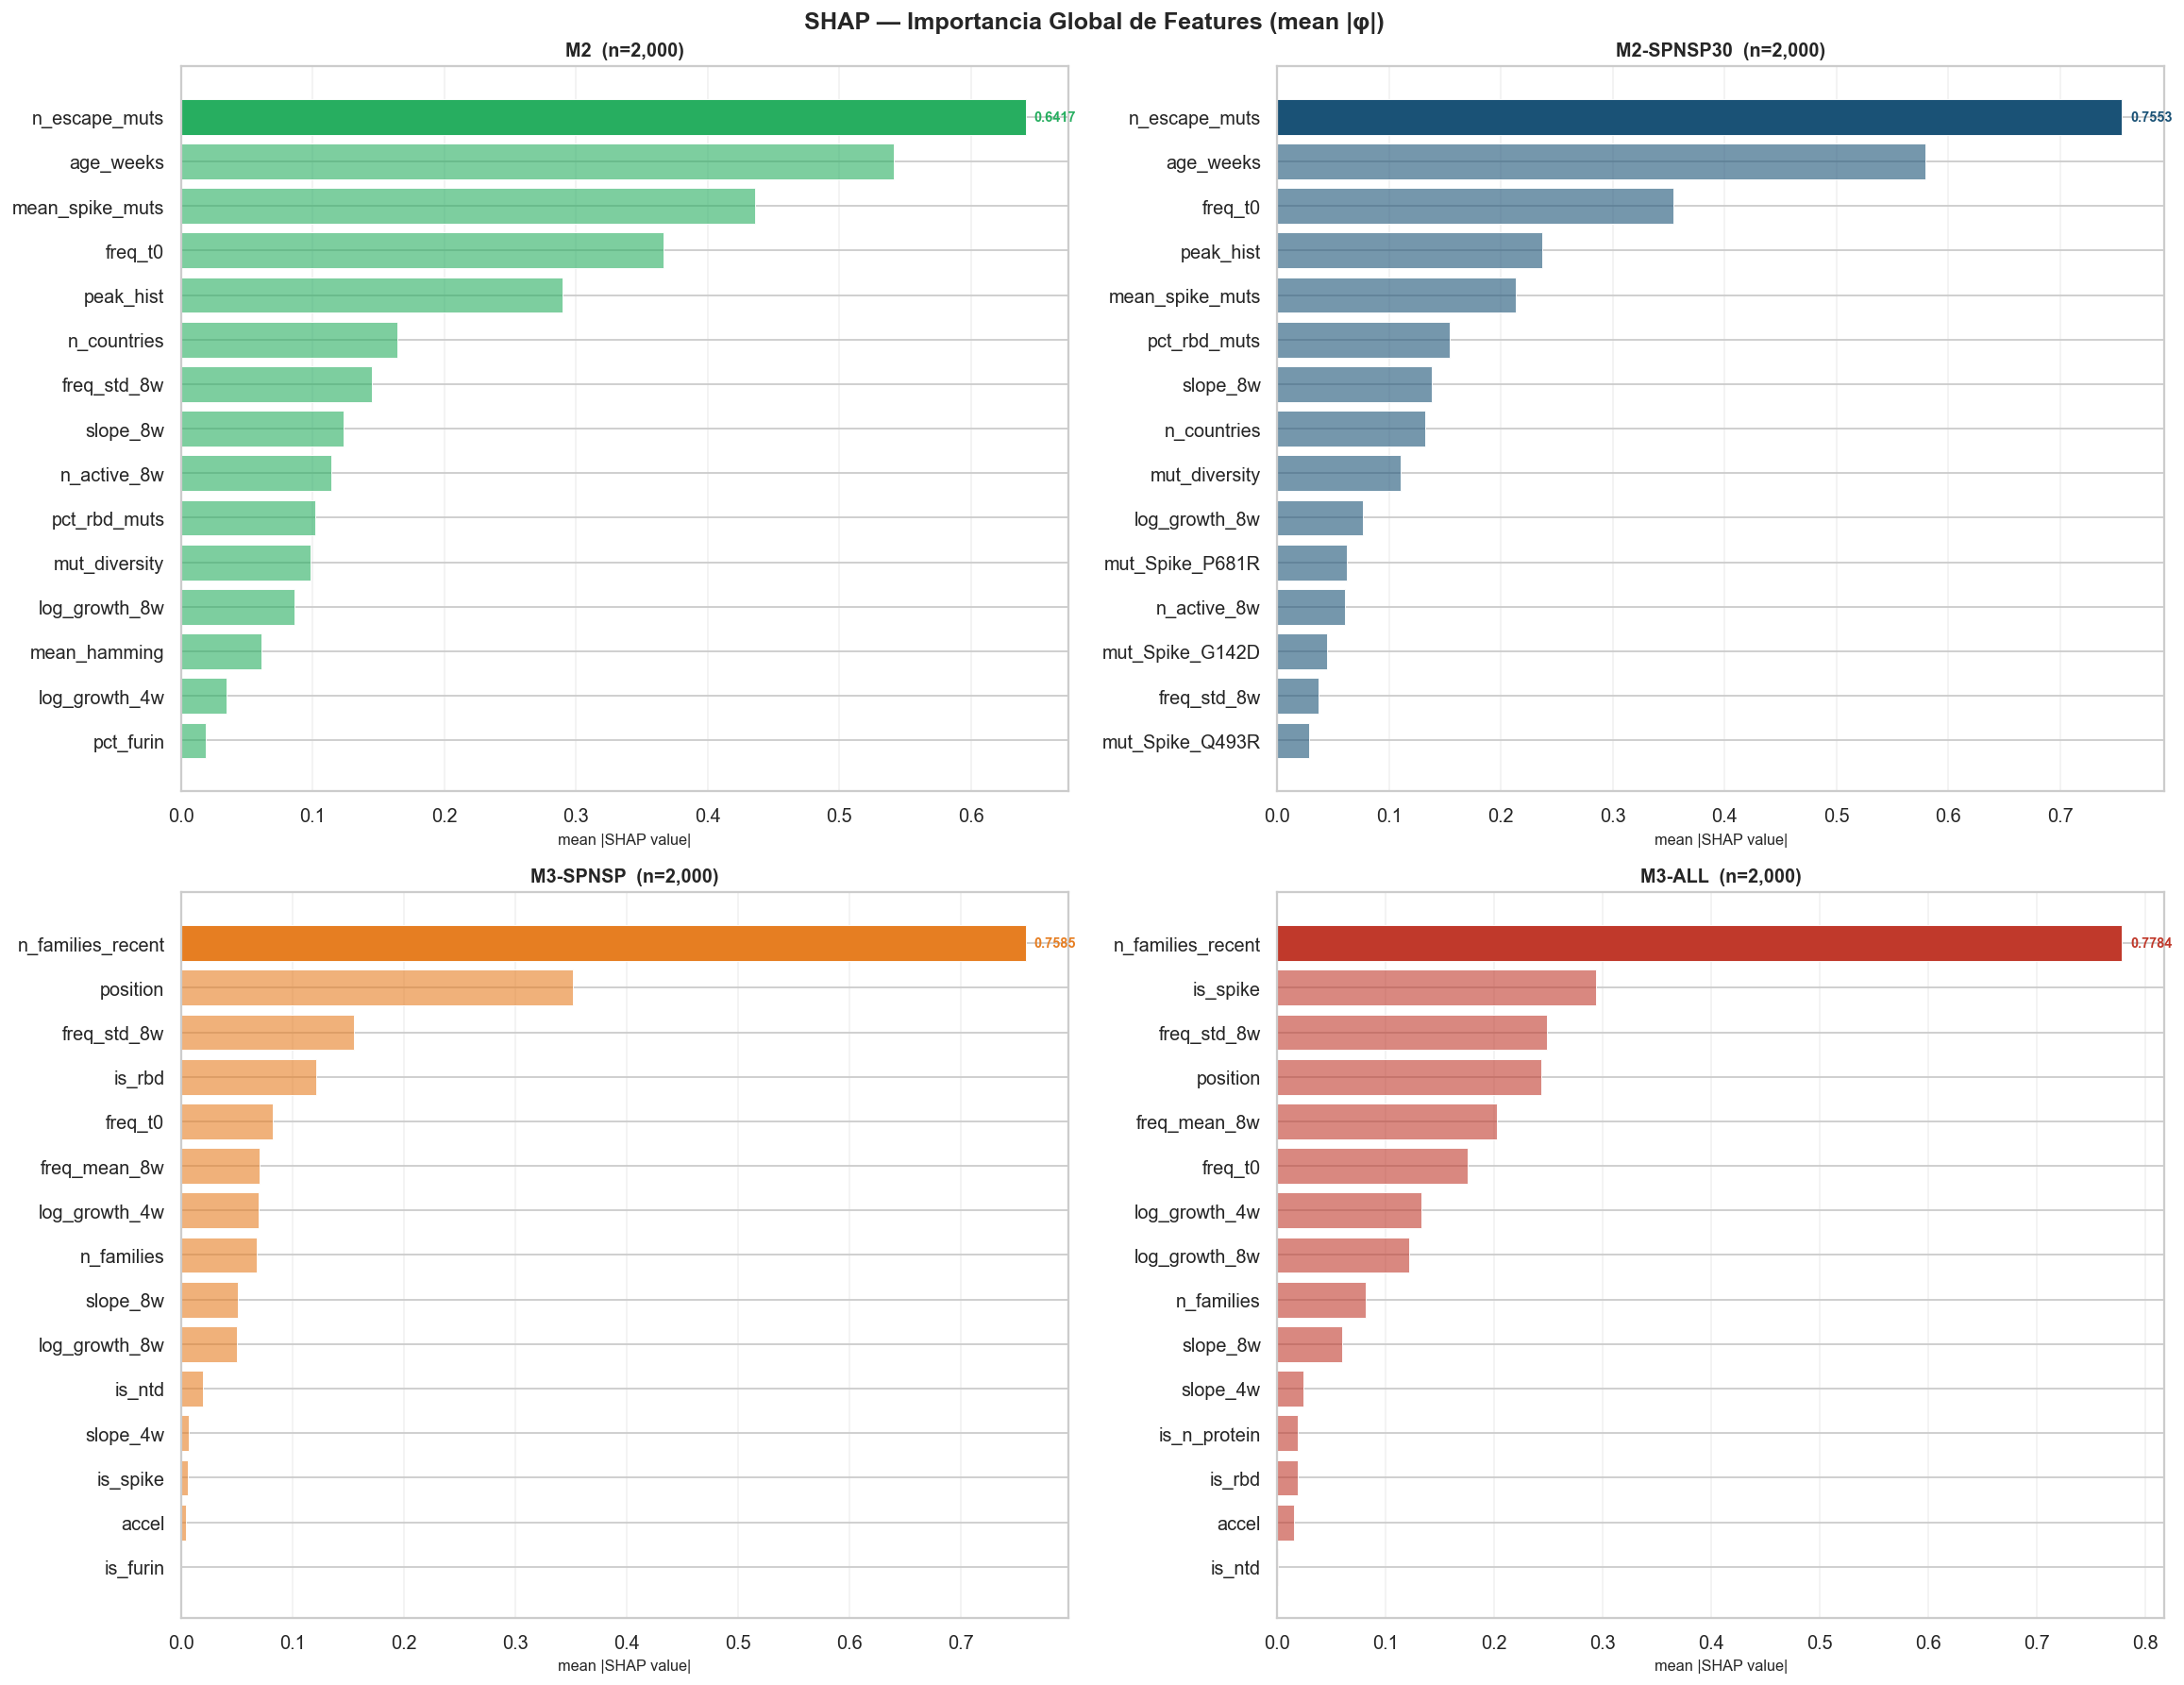 SHAP — Importancia Global de Features (mean |φ|)
M2 (n=2,000)
n_escape_muts
0.6417
age_weeks
mean_spike_muts
freq_t0
peak_hist
n_countries
freq_std_8w
slope_8w
n_active_8w
pct_rbd_muts
mut_diversity
log_growth_8w
mean_hamming
log_growth_4w
pct_furin
0.0 0.1 0.2 0.3 0.4 0.5 0.6
mean |SHAP value|
M2-SPNSP30 (n=2,000)
n_escape_muts
0.7553
age_weeks
freq_t0
peak_hist
mean_spike_muts
pct_rbd_muts
slope_8w
n_countries
mut_diversity
log_growth_8w
mut_Spike_P681R
n_active_8w
mut_Spike_G142D
freq_std_8w
mut_Spike_Q493R
0.0 0.1 0.2 0.3 0.4 0.5 0.6 0.7
mean |SHAP value|
M3-SPNSP (n=2,000)
n_families_recent
0.7585
position
freq_std_8w
is_rbd
freq_t0
freq_mean_8w
log_growth_4w
n_families
slope_8w
log_growth_8w
is_ntd
slope_4w
is_spike
accel
is_furin
0.0 0.1 0.2 0.3 0.4 0.5 0.6 0.7
mean |SHAP value|
M3-ALL (n=2,000)
n_families_recent
0.7784
is_spike
freq_std_8w
position
freq_mean_8w
freq_t0
log_growth_4w
log_growth_8w
n_families
slope_8w
slope_4w
is_n_protein
is_rbd
accel
is_ntd
0.0 0.1 0.2 0.3 0.4 0.5 0.6 0.7 0.8
mean |SHAP value|